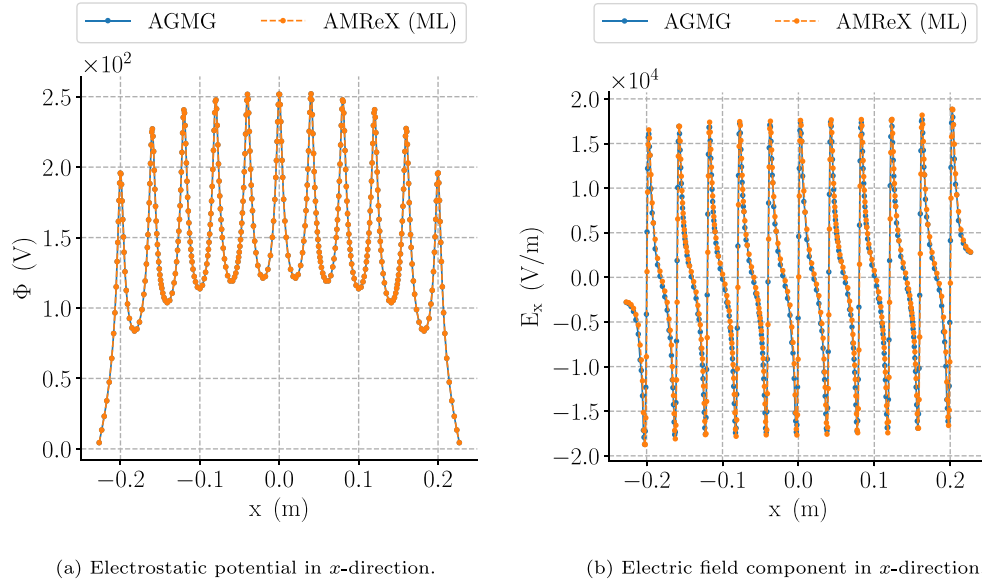 AGMG AMReX (ML)
×10²
2.5
2.0
1.5
1.0
0.5
0.0
Φ (V)
−0.2 −0.1 0.0 0.1 0.2
x (m)
(a) Electrostatic potential in x-direction.
AGMG AMReX (ML)
×10⁴
2.0
1.5
1.0
0.5
0.0
−0.5
−1.0
−1.5
−2.0
Eₓ (V/m)
−0.2 −0.1 0.0 0.1 0.2
x (m)
(b) Electric field component in x-direction